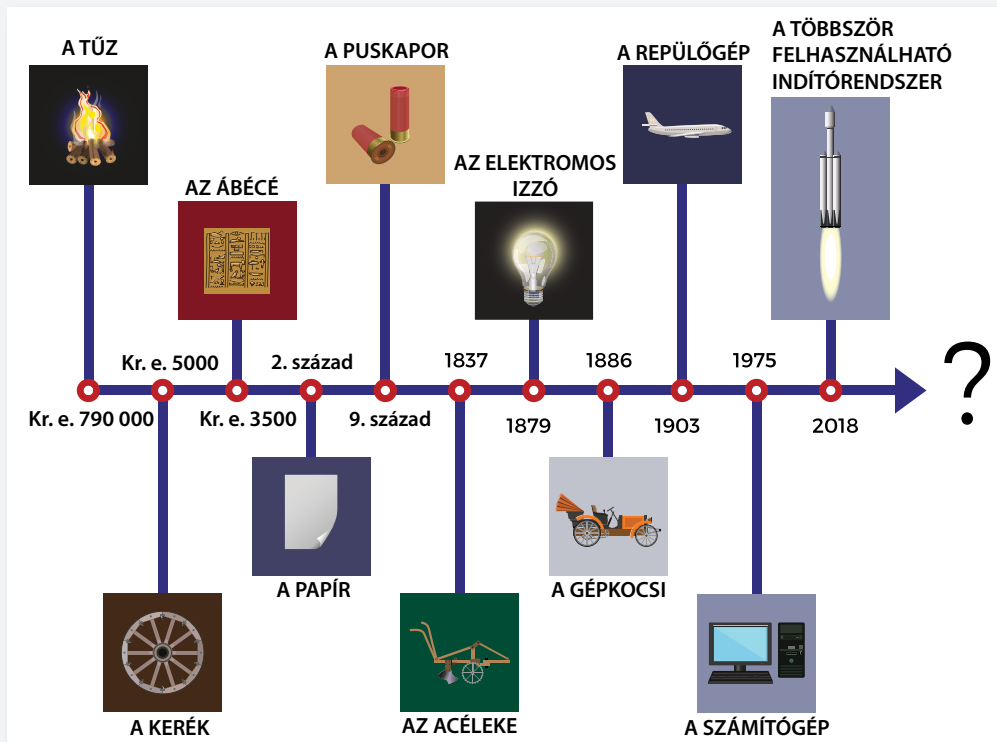 A TŰZ
A PUSKAPOR
A REPÜLŐGÉP
A TÖBBSZÖR
FELHASZNÁLHATÓ
INDÍTÓRENDSZER
AZ ÁBÉCÉ
AZ ELEKTROMOS
IZZÓ
Kr. e. 5000
2. század
1837
1886
1975
?
Kr. e. 790 000
Kr. e. 3500
9. század
1879
1903
2018
A PAPÍR
A GÉPKOCSI
A KERÉK
AZ ACÉLEKE
A SZÁMÍTÓGÉP